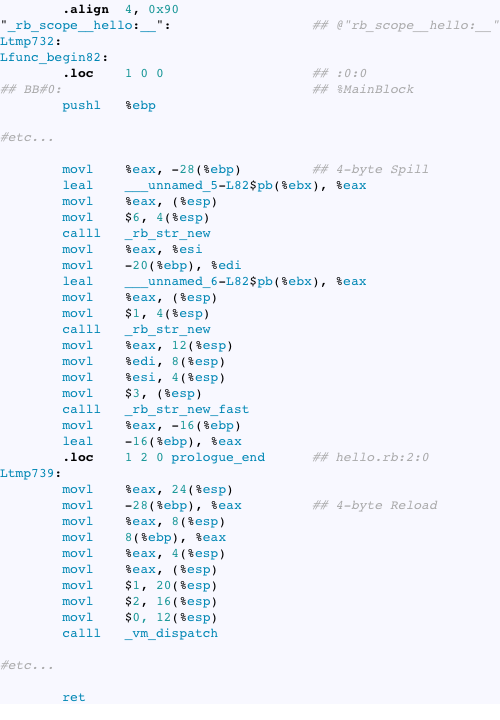 .align 4, 0x90
"_rb_scope__hello:__": ## @"rb_scope__hello:__"
Ltmp732:
Lfunc_begin82:
.loc 1 0 0 ## :0:0
## BB#0: ## %MainBlock
pushl %ebp
#etc...
movl %eax, -28(%ebp) ## 4-byte Spill
leal ___unnamed_5-L82$pb(%ebx), %eax
movl %eax, (%esp)
movl $6, 4(%esp)
calll _rb_str_new
movl %eax, %esi
movl -20(%ebp), %edi
leal ___unnamed_6-L82$pb(%ebx), %eax
movl %eax, (%esp)
movl $1, 4(%esp)
calll _rb_str_new
movl %eax, 12(%esp)
movl %edi, 8(%esp)
movl %esi, 4(%esp)
movl $3, (%esp)
calll _rb_str_new_fast
movl %eax, -16(%ebp)
leal -16(%ebp), %eax
.loc 1 2 0 prologue_end ## hello.rb:2:0
Ltmp739:
movl %eax, 24(%esp)
movl -28(%ebp), %eax ## 4-byte Reload
movl %eax, 8(%esp)
movl 8(%ebp), %eax
movl %eax, 4(%esp)
movl %eax, (%esp)
movl $1, 20(%esp)
movl $2, 16(%esp)
movl $0, 12(%esp)
calll _vm_dispatch
#etc...
ret